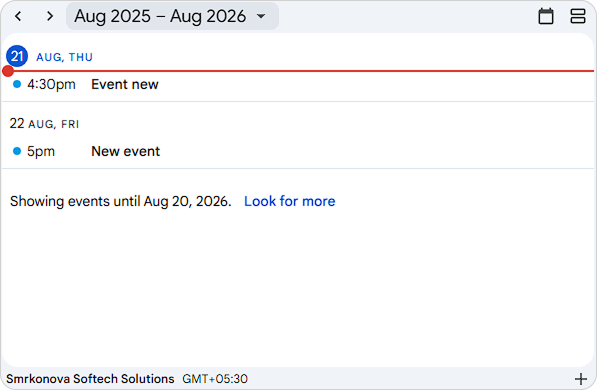 Aug 2025 – Aug 2026
21 AUG, THU
4:30pm Event new
22 AUG, FRI
5pm New event
Showing events until Aug 20, 2026. Look for more
Smrkonova Softech Solutions GMT+05:30